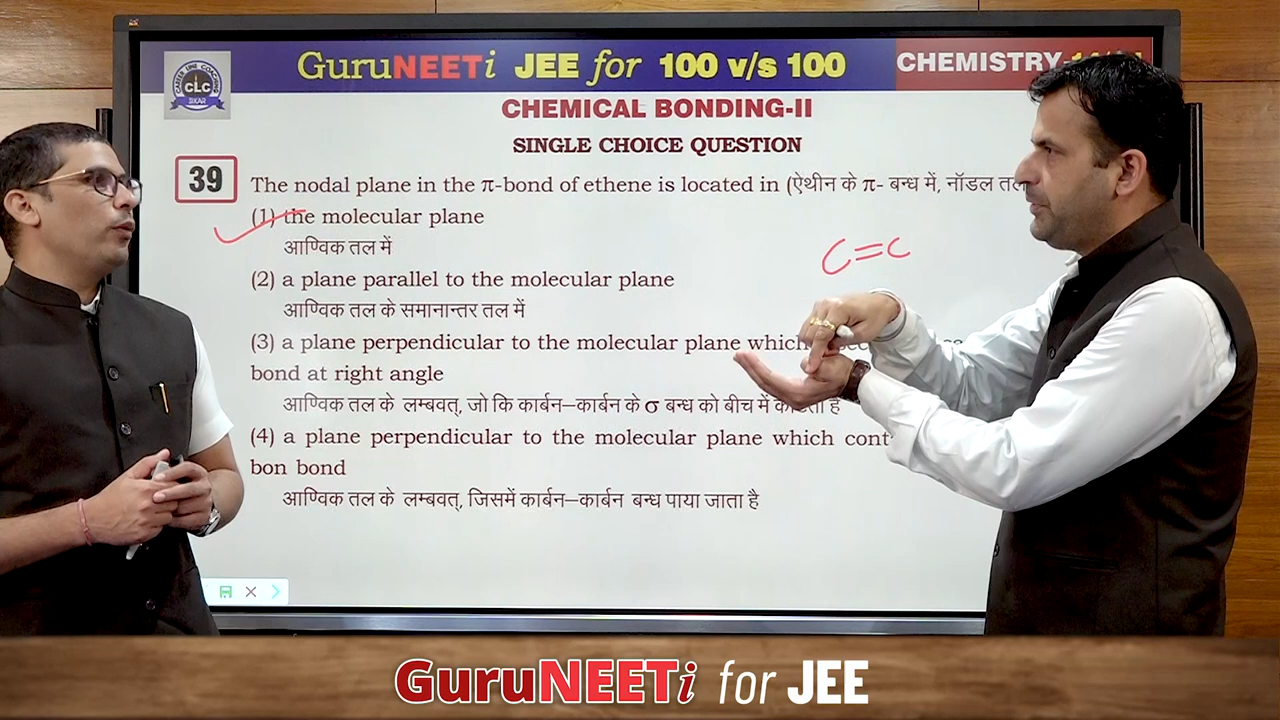 CAREER LINE COACHING
CLC
SIKAR
GuruNEETi JEE for 100 v/s 100
CHEMISTRY
CHEMICAL BONDING-II
SINGLE CHOICE QUESTION
39
The nodal plane in the π-bond of ethene is located in (ऐथीन के π- बन्ध में, नॉडल
(1) the molecular plane
आण्विक तल में
C=C
(2) a plane parallel to the molecular plane
आण्विक तल के समानान्तर तल में
(3) a plane perpendicular to the molecular plane which
bond at right angle
आण्विक तल के लम्बवत्, जो कि कार्बन–कार्बन के σ बन्ध को बीच में काटता है
(4) a plane perpendicular to the molecular plane which
bon bond
आण्विक तल के लम्बवत्, जिसमें कार्बन–कार्बन बन्ध पाया जाता है
GuruNEETi for JEE